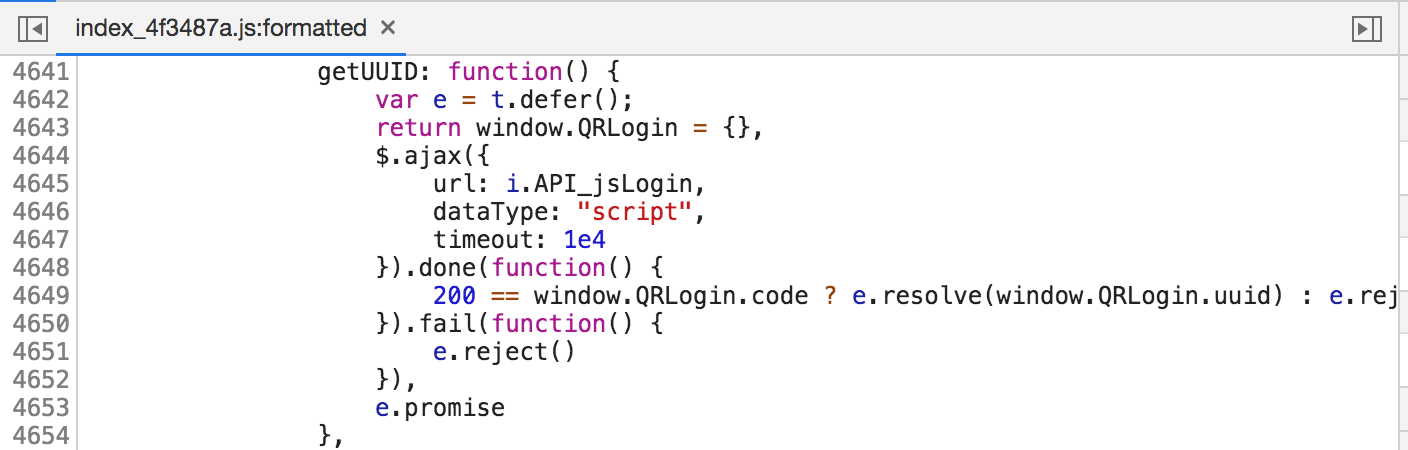 index_4f3487a.js:formatted ×
4641 getUUID: function() {
4642 var e = t.defer();
4643 return window.QRLogin = {},
4644 $.ajax({
4645 url: i.API_jsLogin,
4646 dataType: "script",
4647 timeout: 1e4
4648 }).done(function() {
4649 200 == window.QRLogin.code ? e.resolve(window.QRLogin.uuid) : e.rej
4650 }).fail(function() {
4651 e.reject()
4652 }),
4653 e.promise
4654 },